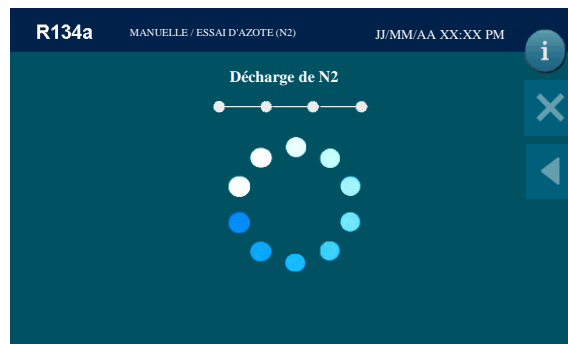 R134a MANUELLE / ESSAI D'AZOTE (N2) JJ/MM/AA XX:XX PM
i
Décharge de N2